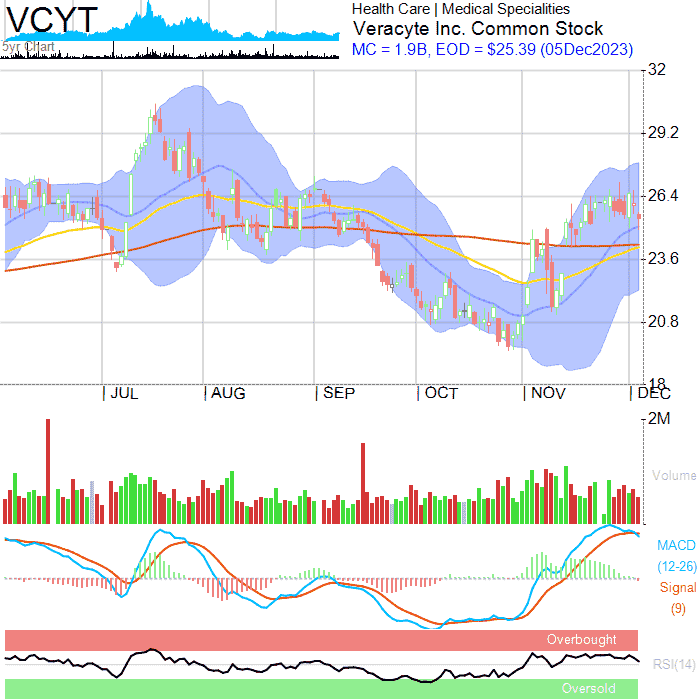 VCYT
5yr Chart
Health Care | Medical Specialities
Veracyte Inc. Common Stock
MC = 1.9B, EOD = $25.39 (05Dec2023)
32
29.2
26.4
23.6
20.8
18
JUL AUG SEP OCT NOV DEC
2M
Volume
MACD
(12-26)
Signal
(9)
Overbought
RSI(14)
Oversold